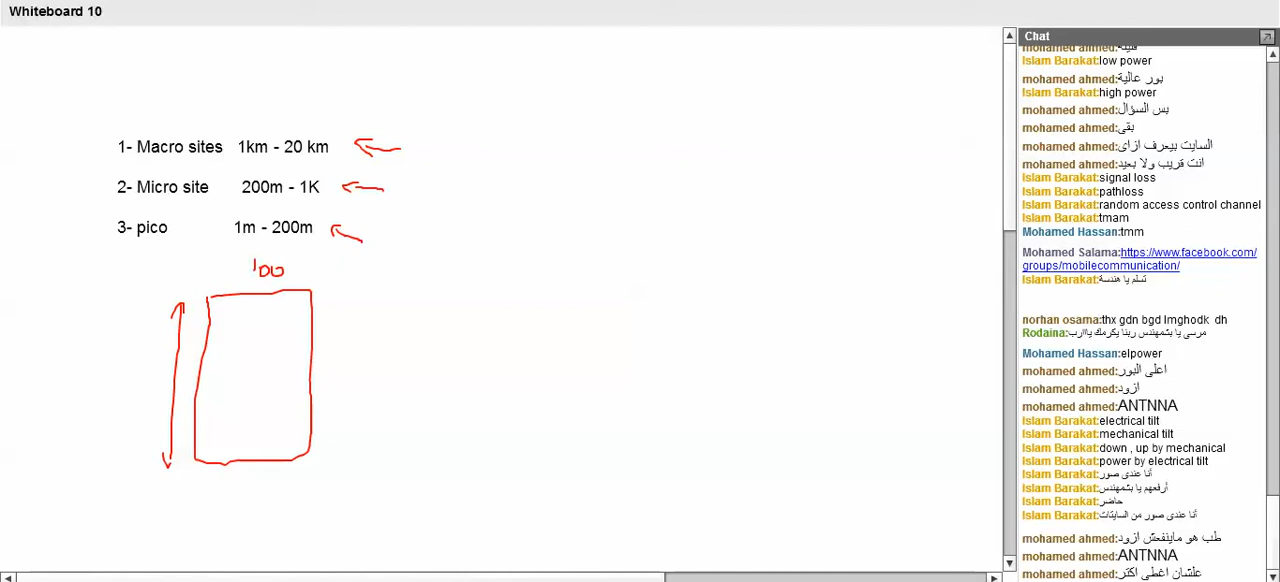 Whiteboard 10
1- Macro sites 1km - 20 km
2- Micro site 200m - 1K
3- pico 1m - 200m
100
Chat
mohamed ahmed:
Islam Barakat:low power
mohamed ahmed:بور عالية
Islam Barakat:high power
mohamed ahmed:بس السؤال
mohamed ahmed:بقى
mohamed ahmed:السايت بيعرف ازاى
mohamed ahmed:انت قريب ولا بعيد
Islam Barakat:signal loss
Islam Barakat:pathloss
Islam Barakat:random access control channel
Islam Barakat:tmam
Mohamed Hassan:tmm
Mohamed Salama:https://www.facebook.com/
groups/mobilecommunication/
Islam Barakat:تسلم يا هندسة
norhan osama:thx gdn bgd lmghodk dh
Rodaina:مرسى يا بشمهندس ربنا يكرمك ياارب
Mohamed Hassan:elpower
mohamed ahmed:اعلى البور
mohamed ahmed:ازود
mohamed ahmed:ANTNNA
Islam Barakat:electrical tilt
Islam Barakat:mechanical tilt
Islam Barakat:down , up by mechanical
Islam Barakat:power by electrical tilt
Islam Barakat:أنا عندى صور
Islam Barakat:أرفعهم يا بشمهندس
Islam Barakat:حاضر
Islam Barakat:أنا عندى صور من السايتات
mohamed ahmed:طب هو ماينفعش ازود
mohamed ahmed:ANTNNA
mohamed ahmed:علشان اغطى اكتر